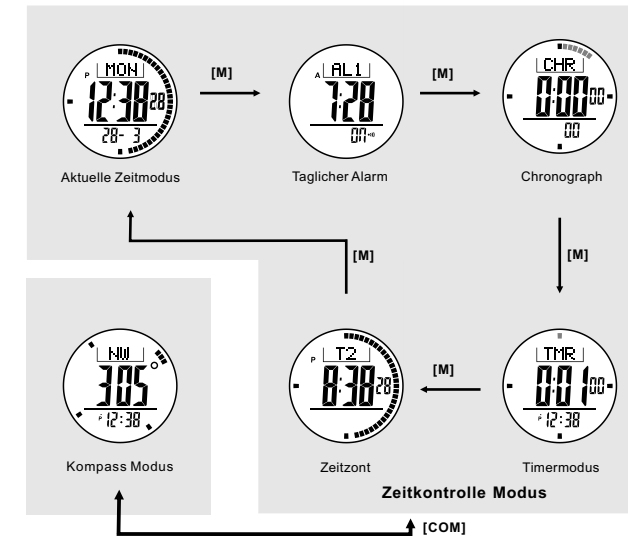 P
MON
12:38 28
28- 3
[M]
A
AL1
7:28
[M]
CHR
0:00 00
00
Aktuelle Zeitmodus
Taglicher Alarm
Chronograph
[M]
[M]
NW
305°
P 12:38
P
T2
8:38 28
[M]
TMR
0:01 00
P 12:38
Kompass Modus
Zeitzont
Timermodus
Zeitkontrolle Modus
[COM]